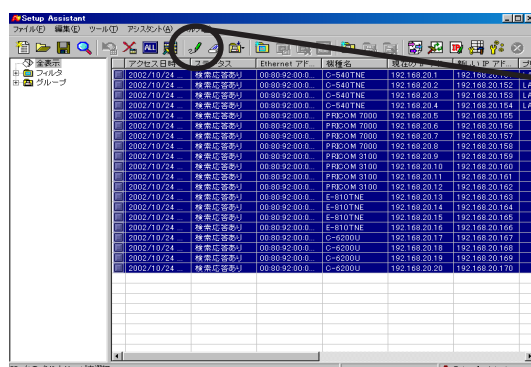 Setup Assistant
ファイル(F) 編集(E) ツール(T) アシスタント(A)
ALL
全表示
フィルタ
グループ
アクセス日時 ステータス Ethernet アド... 機種名
2002/10/24 ... 検索応答あり 00:80:92:00:0... C-540TNE 192.168.20.1
2002/10/24 ... 検索応答あり 00:80:92:00:0... C-540TNE 192.168.20.2 192.168.20.152
2002/10/24 ... 検索応答あり 00:80:92:00:0... C-540TNE 192.168.20.3 192.168.20.153
2002/10/24 ... 検索応答あり 00:80:92:00:0... C-540TNE 192.168.20.4 192.168.20.154
2002/10/24 ... 検索応答あり 00:80:92:00:0... PRICOM 7000 192.168.20.5 192.168.20.155
2002/10/24 ... 検索応答あり 00:80:92:00:0... PRICOM 7000 192.168.20.6 192.168.20.156
2002/10/24 ... 検索応答あり 00:80:92:00:0... PRICOM 7000 192.168.20.7 192.168.20.157
2002/10/24 ... 検索応答あり 00:80:92:00:0... PRICOM 7000 192.168.20.8 192.168.20.158
2002/10/24 ... 検索応答あり 00:80:92:00:0... PRICOM 3100 192.168.20.9 192.168.20.159
2002/10/24 ... 検索応答あり 00:80:92:00:0... PRICOM 3100 192.168.20.10 192.168.20.160
2002/10/24 ... 検索応答あり 00:80:92:00:0... PRICOM 3100 192.168.20.11 192.168.20.161
2002/10/24 ... 検索応答あり 00:80:92:00:0... PRICOM 3100 192.168.20.12 192.168.20.162
2002/10/24 ... 検索応答あり 00:80:92:00:0... E-810TNE 192.168.20.13 192.168.20.163
2002/10/24 ... 検索応答あり 00:80:92:00:0... E-810TNE 192.168.20.14 192.168.20.164
2002/10/24 ... 検索応答あり 00:80:92:00:0... E-810TNE 192.168.20.15 192.168.20.165
2002/10/24 ... 検索応答あり 00:80:92:00:0... E-810TNE 192.168.20.16 192.168.20.166
2002/10/24 ... 検索応答あり 00:80:92:00:0... C-6200U 192.168.20.17 192.168.20.167
2002/10/24 ... 検索応答あり 00:80:92:00:0... C-6200U 192.168.20.18 192.168.20.168
2002/10/24 ... 検索応答あり 00:80:92:00:0... C-6200U 192.168.20.19 192.168.20.169
2002/10/24 ... 検索応答あり 00:80:92:00:0... C-6200U 192.168.20.20 192.168.20.170